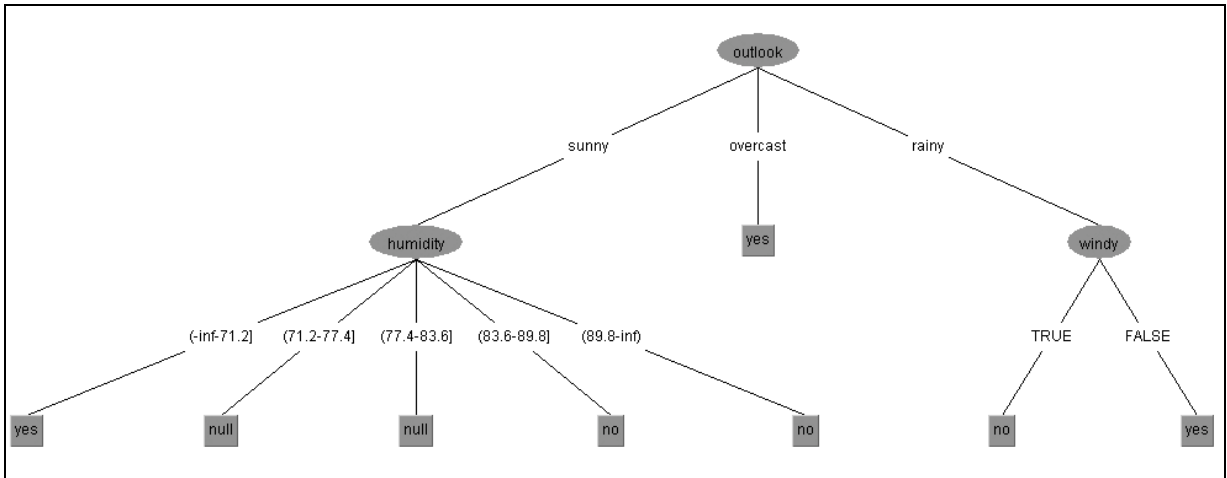 outlook
sunny overcast rainy
humidity yes windy
(-inf-71.2] (71.2-77.4] (77.4-83.6] (83.6-89.8] (89.8-inf) TRUE FALSE
yes null null no no no yes